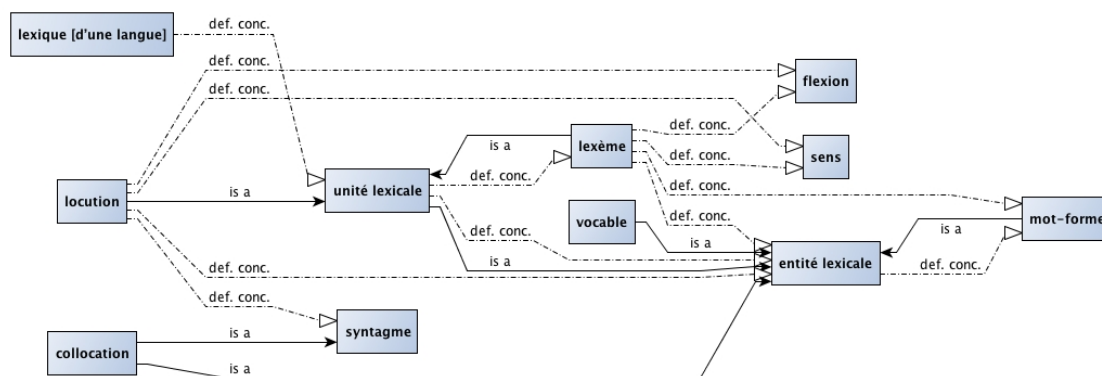 def. conc.
lexique [d'une langue]
def. conc.
flexion
def. conc.
def. conc.
lexème
is a
def. conc.
sens
def. conc.
unité lexicale
def. conc.
locution
is a
vocable
def. conc.
mot-forme
is a
is a
def. conc.
is a
entité lexicale
def. conc.
def. conc.
syntagme
is a
collocation
is a